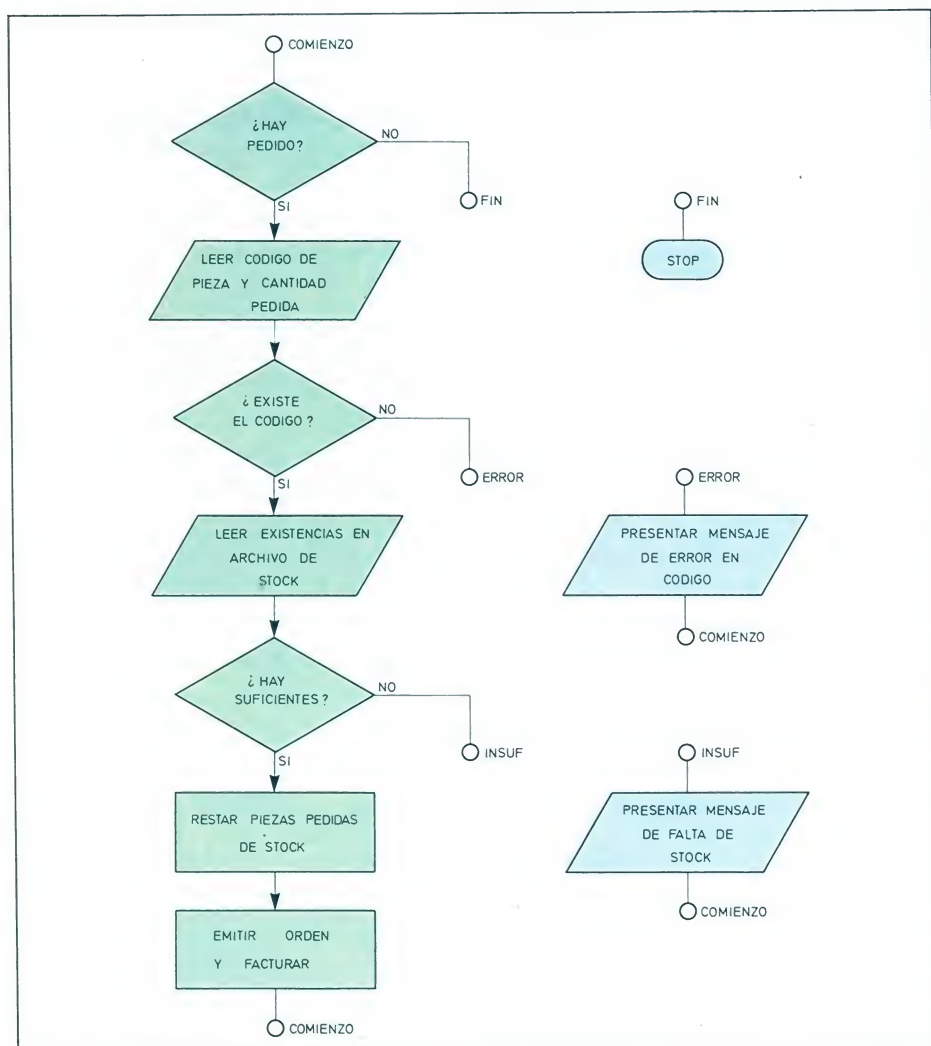 COMIENZO
¿HAY
PEDIDO?
NO
FIN
SI
LEER CODIGO DE
PIEZA Y CANTIDAD
PEDIDA
¿EXISTE
EL CODIGO?
NO
ERROR
SI
LEER EXISTENCIAS EN
ARCHIVO DE
STOCK
¿HAY
SUFICIENTES?
NO
INSUF
SI
RESTAR PIEZAS PEDIDAS
DE STOCK
EMITIR ORDEN
Y FACTURAR
COMIENZO
FIN
STOP
ERROR
PRESENTAR MENSAJE
DE ERROR EN
CODIGO
COMIENZO
INSUF
PRESENTAR MENSAJE
DE FALTA DE
STOCK
COMIENZO